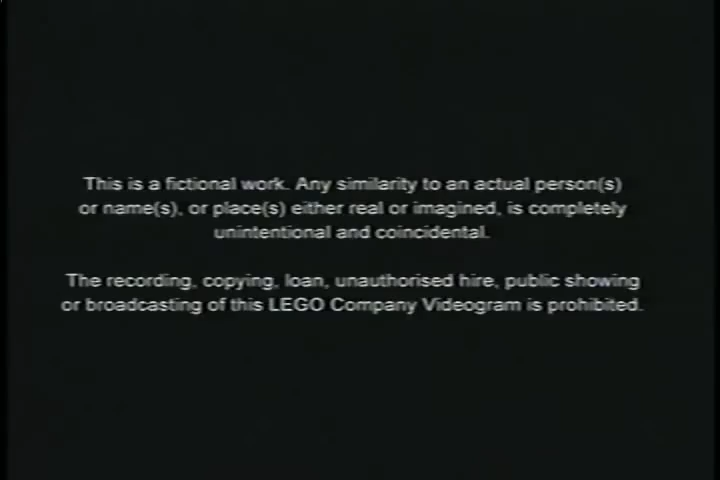 This is a fictional work. Any similarity to an actual person(s)
or name(s), or place(s) either real or imagined, is completely
unintentional and coincidental.
The recording, copying, loan, unauthorised hire, public showing
or broadcasting of this LEGO Company Videogram is prohibited.